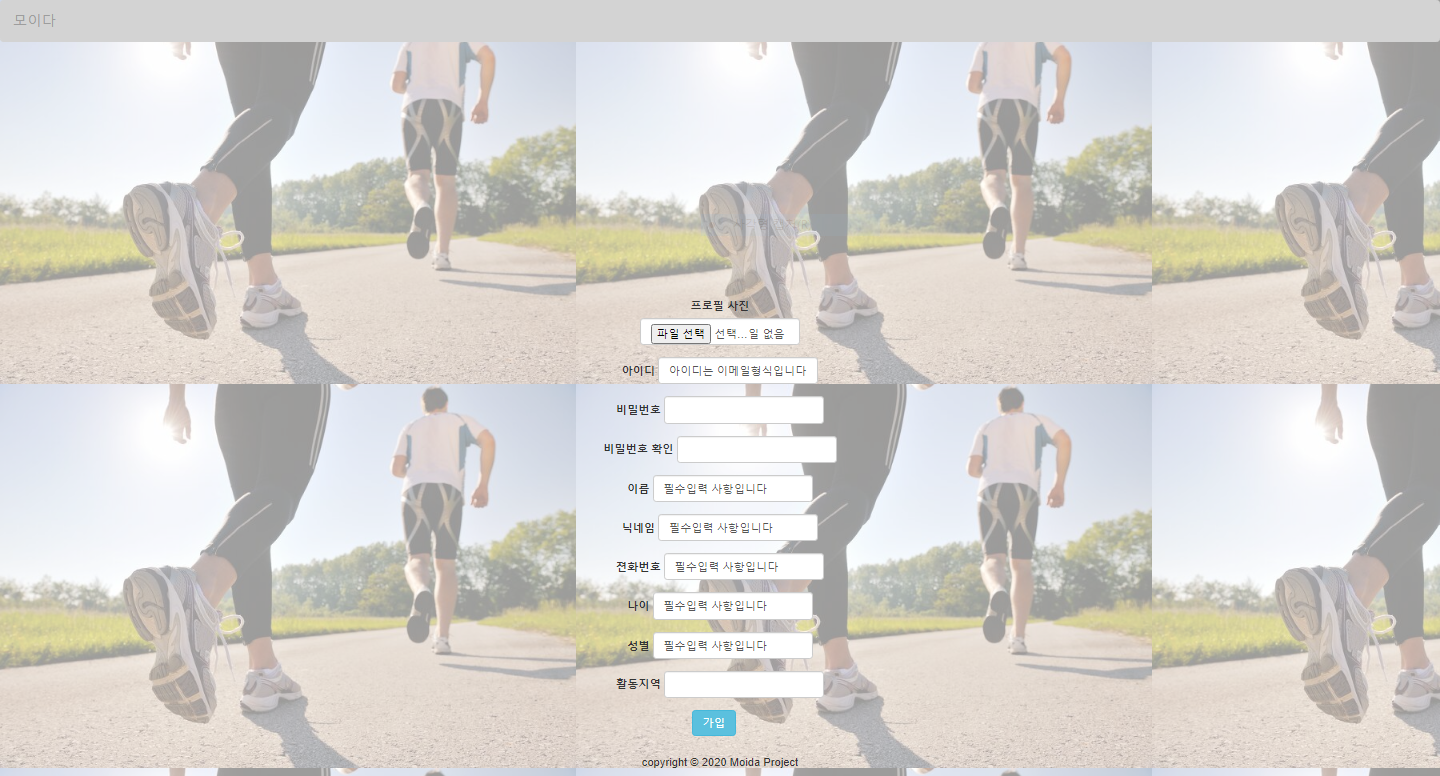 모이다
프로필 사진
파일 선택 선택...일 없음
아이디 아이디는 이메일형식입니다
비밀번호
비밀번호 확인
이름 필수입력 사항입니다
닉네임 필수입력 사항입니다
전화번호 필수입력 사항입니다
나이 필수입력 사항입니다
성별 필수입력 사항입니다
활동지역
가입
copyright © 2020 Moida Project